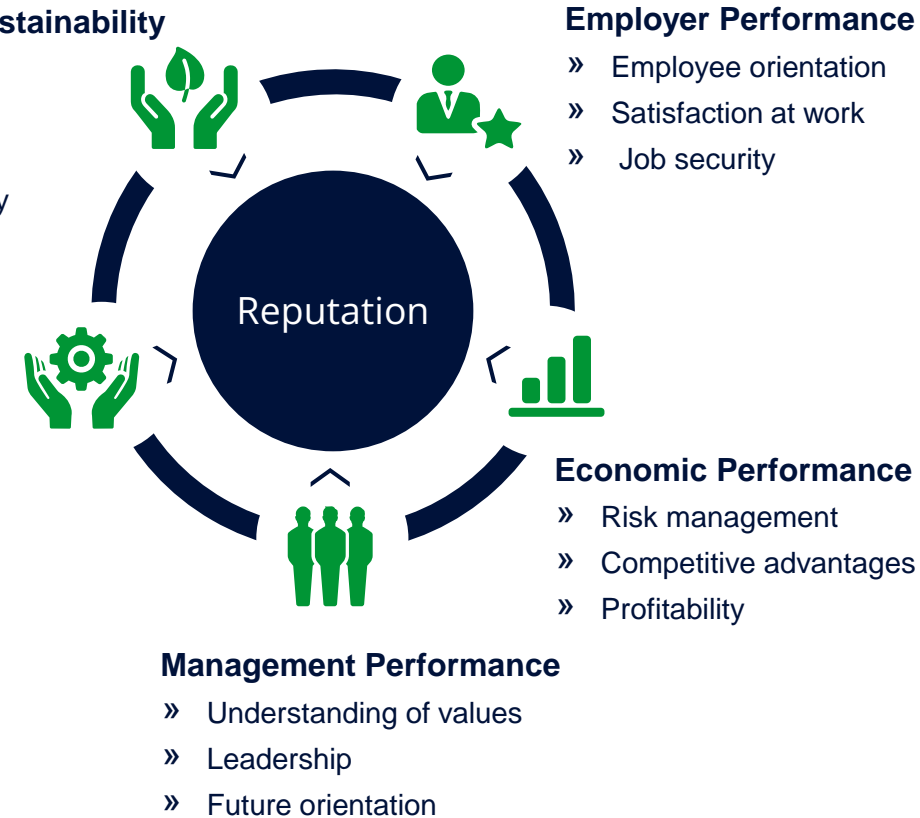 stainability
y
Reputation
Employer Performance
» Employee orientation
» Satisfaction at work
» Job security
Economic Performance
» Risk management
» Competitive advantages
» Profitability
Management Performance
» Understanding of values
» Leadership
» Future orientation